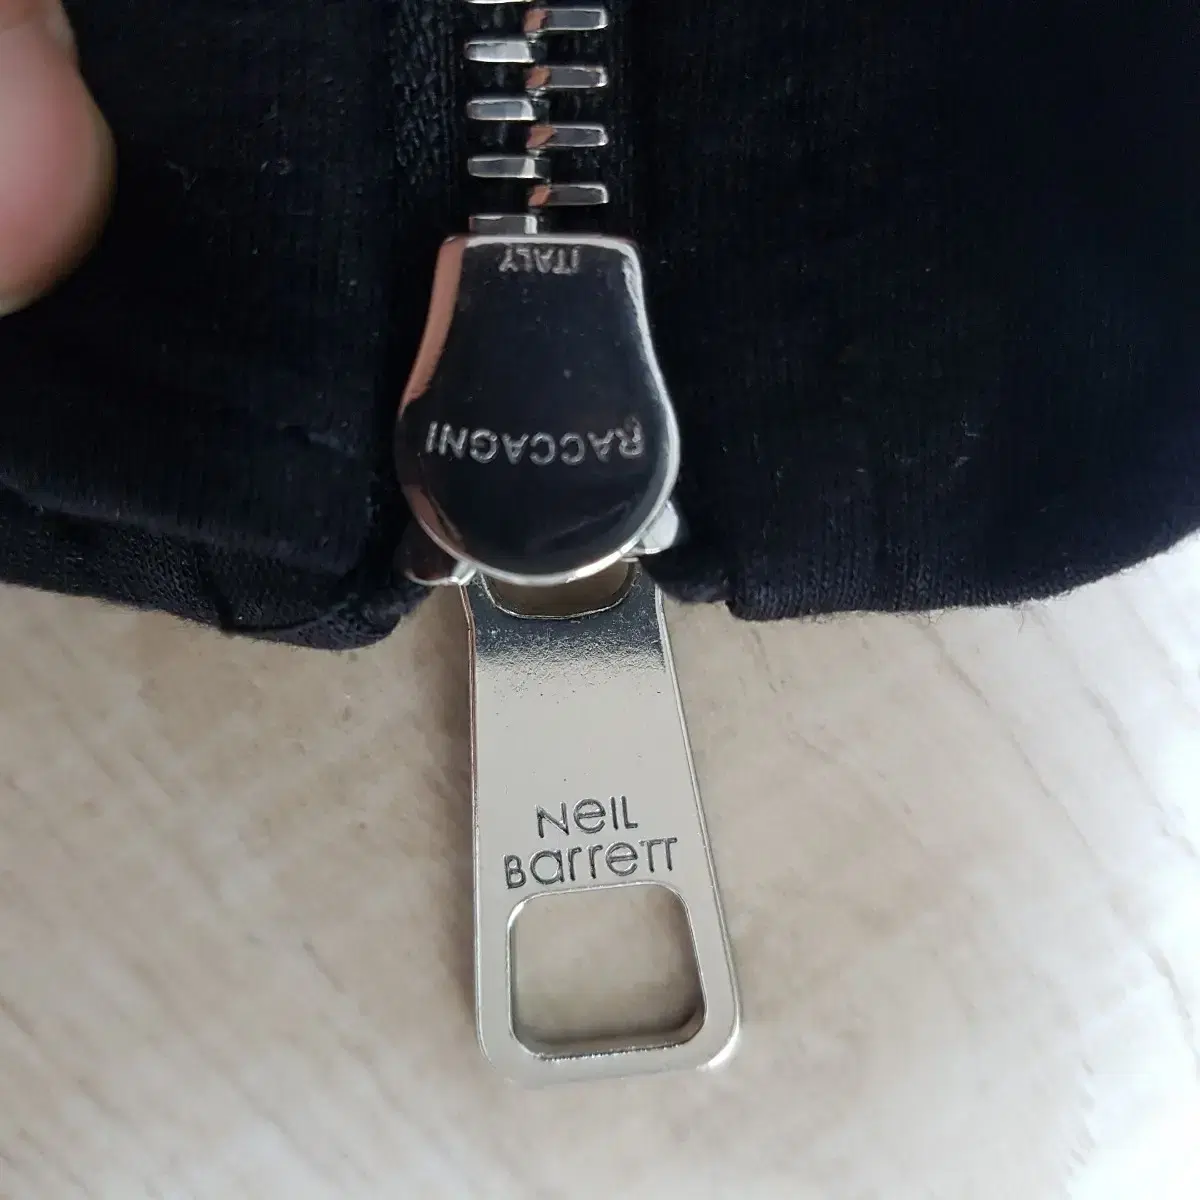 ITALY
RACCAGNI
Neil
Barrett